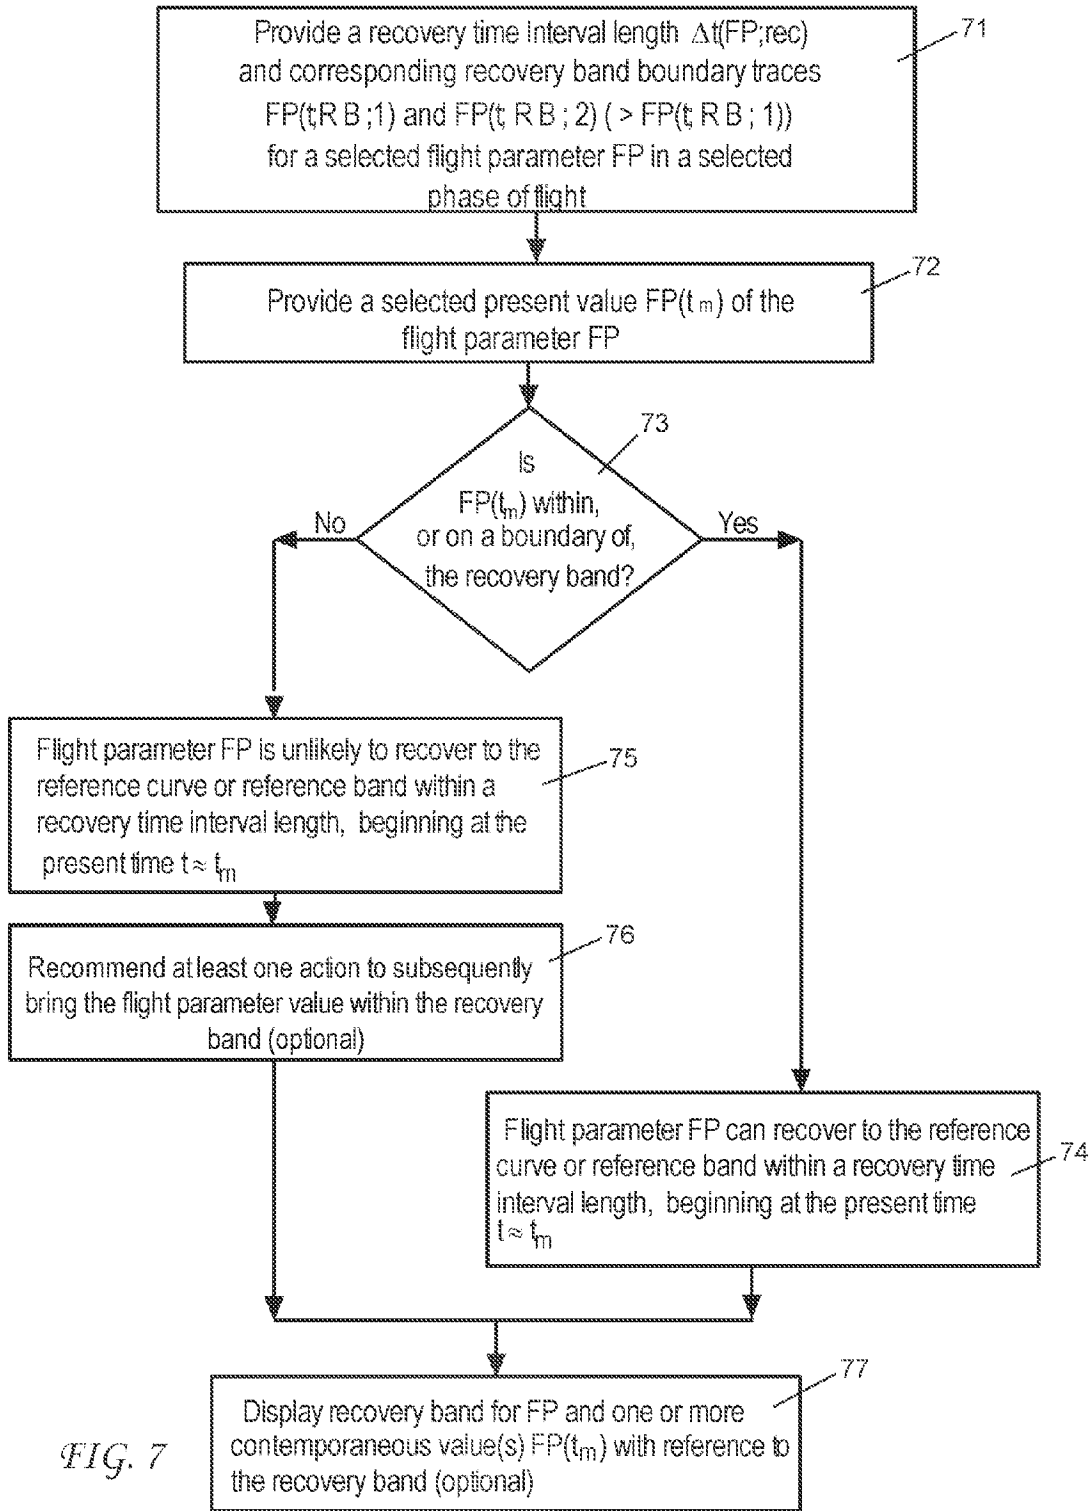 Provide a recovery time interval length Δt(FP;rec)
and corresponding recovery band boundary traces
FP(t;R B ;1) and FP(t; R B ; 2) ( > FP(t; R B ; 1))
for a selected flight parameter FP in a selected
phase of flight
71
Provide a selected present value FP(t m) of the
flight parameter FP
72
Is
FP(tm) within,
or on a boundary of,
the recovery band?
73
No
Yes
Flight parameter FP is unlikely to recover to the
reference curve or reference band within a
recovery time interval length, beginning at the
present time t ≈ tm
75
Recommend at least one action to subsequently
bring the flight parameter value within the recovery
band (optional)
76
Flight parameter FP can recover to the reference
curve or reference band within a recovery time
interval length, beginning at the present time
t ≈ tm
74
Display recovery band for FP and one or more
contemporaneous value(s) FP(tm) with reference to
the recovery band (optional)
77
FIG. 7